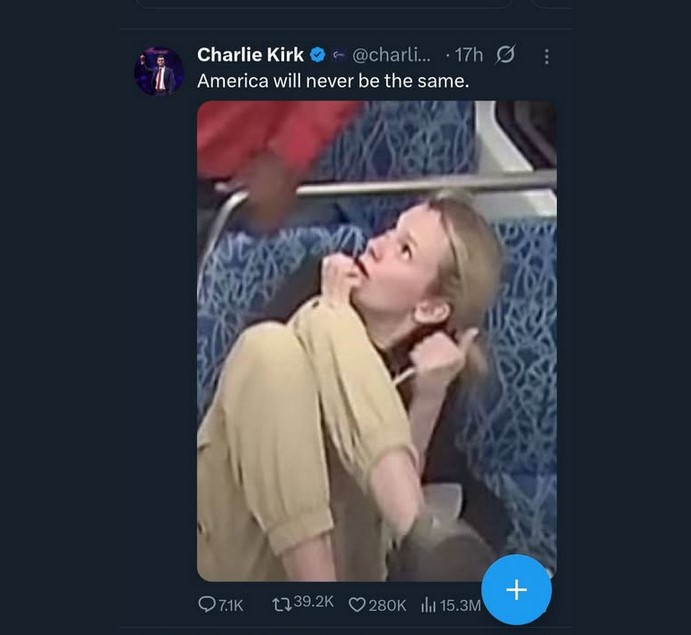 Charlie Kirk @charli... · 17h
America will never be the same.
7.1K 39.2K 280K 15.3M